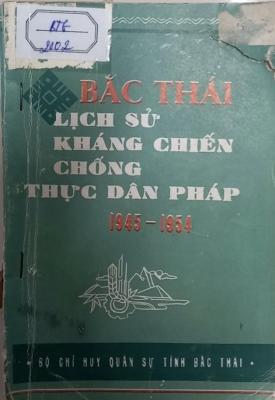 2102
BẮC THÁI
LỊCH SỬ
KHÁNG CHIẾN
CHỐNG
THỰC DÂN PHÁP
1945 - 1954
BỘ CHỈ HUY QUÂN SỰ TỈNH BẮC THÁI